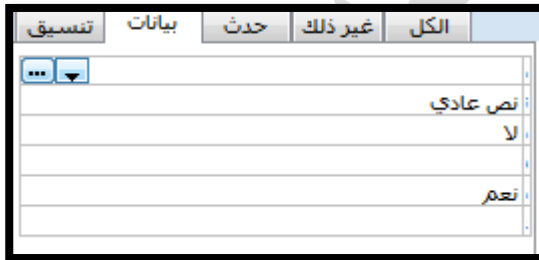 تنسيق بيانات حدث غير ذلك الكل
نص عادي
لا
نعم